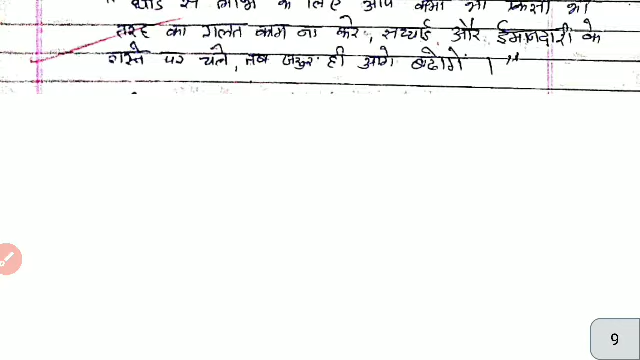 " थोडे से लाभ के लिए आप कभी भी किसी भी
तरह का गलत काम ना करे, सच्चाई और ईमानदारी के
रास्ते पर चले, तब जरूर ही आगे बढोगें ।"
9